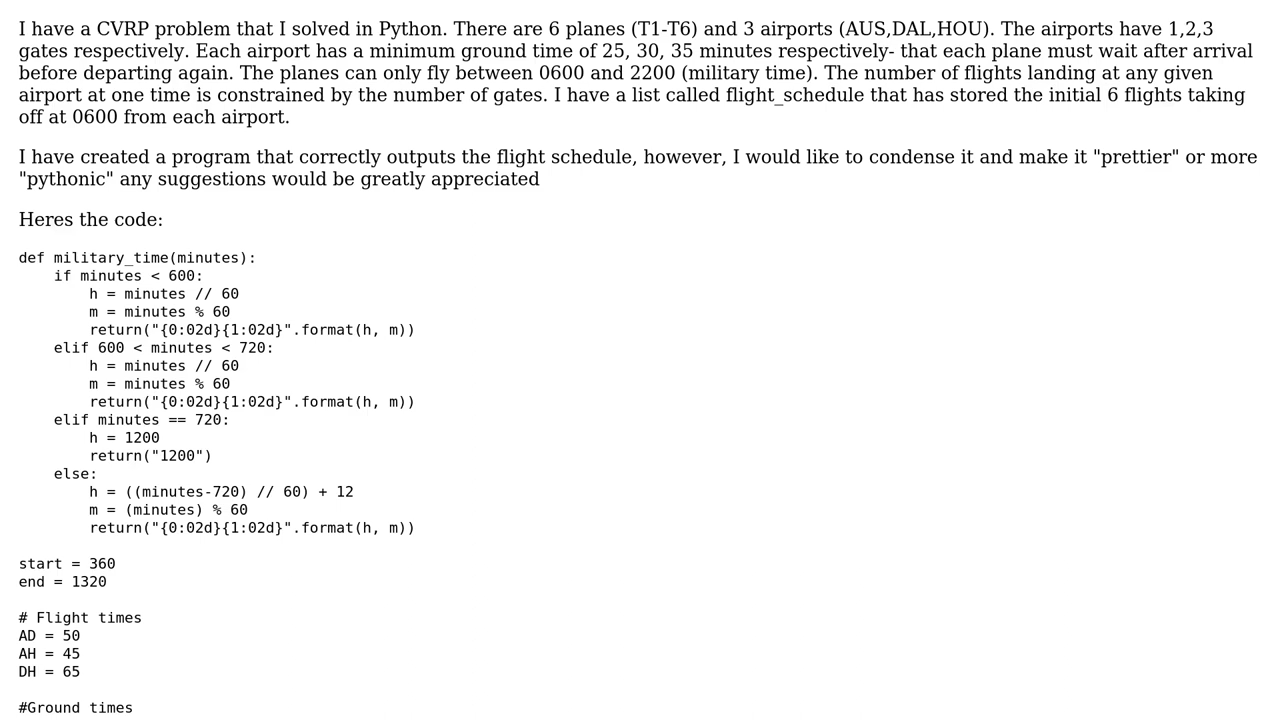 I have a CVRP problem that I solved in Python. There are 6 planes (T1-T6) and 3 airports (AUS,DAL,HOU). The airports have 1,2,3
gates respectively. Each airport has a minimum ground time of 25, 30, 35 minutes respectively- that each plane must wait after arrival
before departing again. The planes can only fly between 0600 and 2200 (military time). The number of flights landing at any given
airport at one time is constrained by the number of gates. I have a list called flight_schedule that has stored the initial 6 flights taking
off at 0600 from each airport.
I have created a program that correctly outputs the flight schedule, however, I would like to condense it and make it "prettier" or more
"pythonic" any suggestions would be greatly appreciated
Heres the code:
def military_time(minutes):
    if minutes < 600:
        h = minutes // 60
        m = minutes % 60
        return("{0:02d}{1:02d}".format(h, m))
    elif 600 < minutes < 720:
        h = minutes // 60
        m = minutes % 60
        return("{0:02d}{1:02d}".format(h, m))
    elif minutes == 720:
        h = 1200
        return("1200")
    else:
        h = ((minutes-720) // 60) + 12
        m = (minutes) % 60
        return("{0:02d}{1:02d}".format(h, m))
start = 360
end = 1320
# Flight times
AD = 50
AH = 45
DH = 65
#Ground times